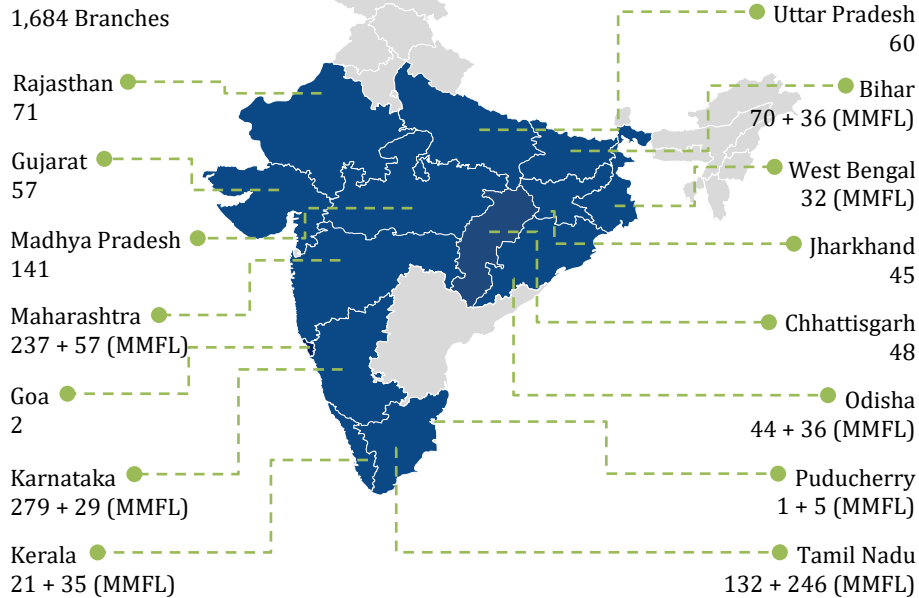 1,684 Branches
Rajasthan
71
Gujarat
57
Madhya Pradesh
141
Maharashtra
237 + 57 (MMFL)
Goa
2
Karnataka
279 + 29 (MMFL)
Kerala
21 + 35 (MMFL)
Uttar Pradesh
60
Bihar
70 + 36 (MMFL)
West Bengal
32 (MMFL)
Jharkhand
45
Chhattisgarh
48
Odisha
44 + 36 (MMFL)
Puducherry
1 + 5 (MMFL)
Tamil Nadu
132 + 246 (MMFL)